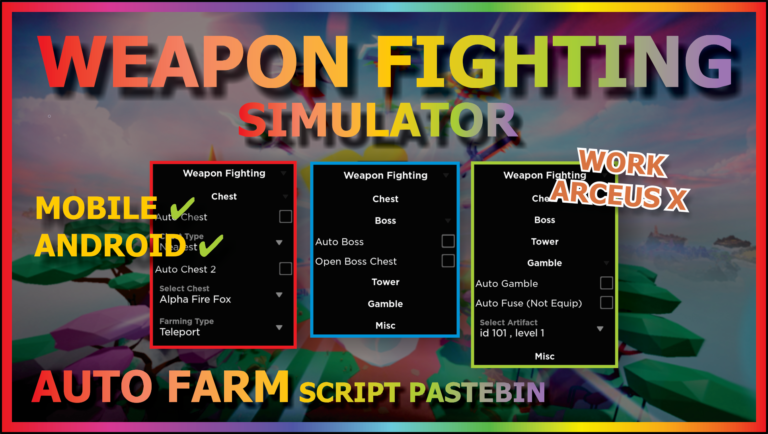 WEAPON FIGHTING
SIMULATOR
WORK
ARCEUS X
MOBILE ✔
ANDROID ✔
Weapon Fighting
Chest
Auto Chest
Type
Nearest
Auto Chest 2
Select Chest
Alpha Fire Fox
Farming Type
Teleport
Weapon Fighting
Chest
Boss
Auto Boss
Open Boss Chest
Tower
Gamble
Misc
Weapon Fighting
Boss
Tower
Gamble
Auto Gamble
Auto Fuse (Not Equip)
Select Artifact
id 101 , level 1
Misc
AUTO FARM SCRIPT PASTEBIN